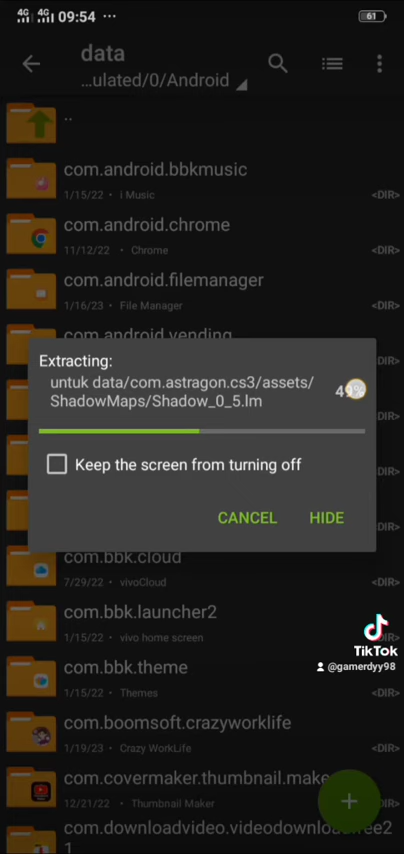 4G 4G 09:54 ... 61
data
...ulated/0/Android
..
com.android.bbkmusic
1/15/22 • i Music <DIR>
com.android.chrome
11/12/22 • Chrome <DIR>
com.android.filemanager
1/16/23 • File Manager <DIR>
com.android.vending
DIR>
Extracting:
untuk data/com.astragon.cs3/assets/
ShadowMaps/Shadow_0_5.lm
Keep the screen from turning off
CANCEL HIDE
DIR>
com.bbk.cloud
7/29/22 • vivoCloud <DIR>
com.bbk.launcher2
1/15/22 • vivo home screen <DIR>
TikTok
@gamerdyy98
com.bbk.theme
1/15/22 • Themes <DIR>
com.boomsoft.crazyworklife
1/19/23 • Crazy WorkLife <DIR>
com.covermaker.thumbnail.make
12/21/22 • Thumbnail Maker
com.downloadvideo.videodownloadfree2
1